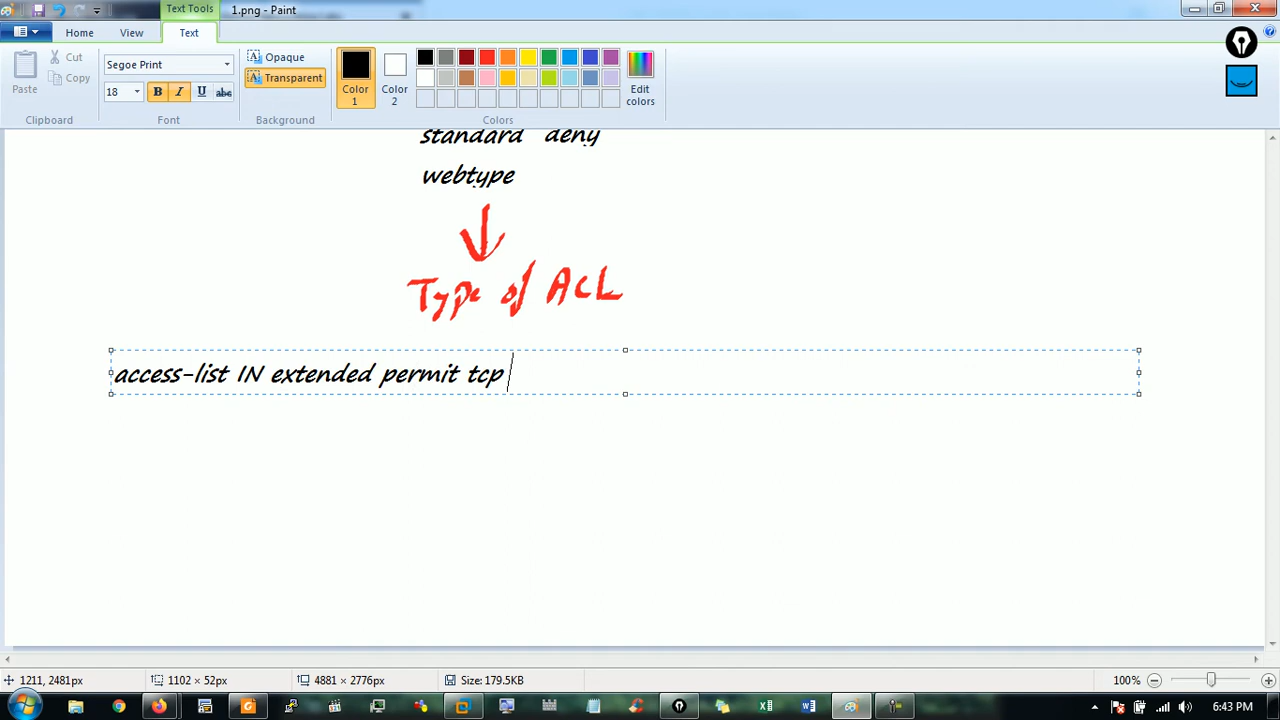 Text Tools
1.png - Paint
Home View Text
Paste
Cut
Copy
Clipboard
Segoe Print
18 B I U abc
Font
Opaque
Transparent
Background
Color 1
Color 2
Edit colors
Colors
standard deny
webtype
Type of ACL
access-list IN extended permit tcp
1211, 2481px
1102 × 52px
4881 × 2776px
Size: 179.5KB
100%
6:43 PM